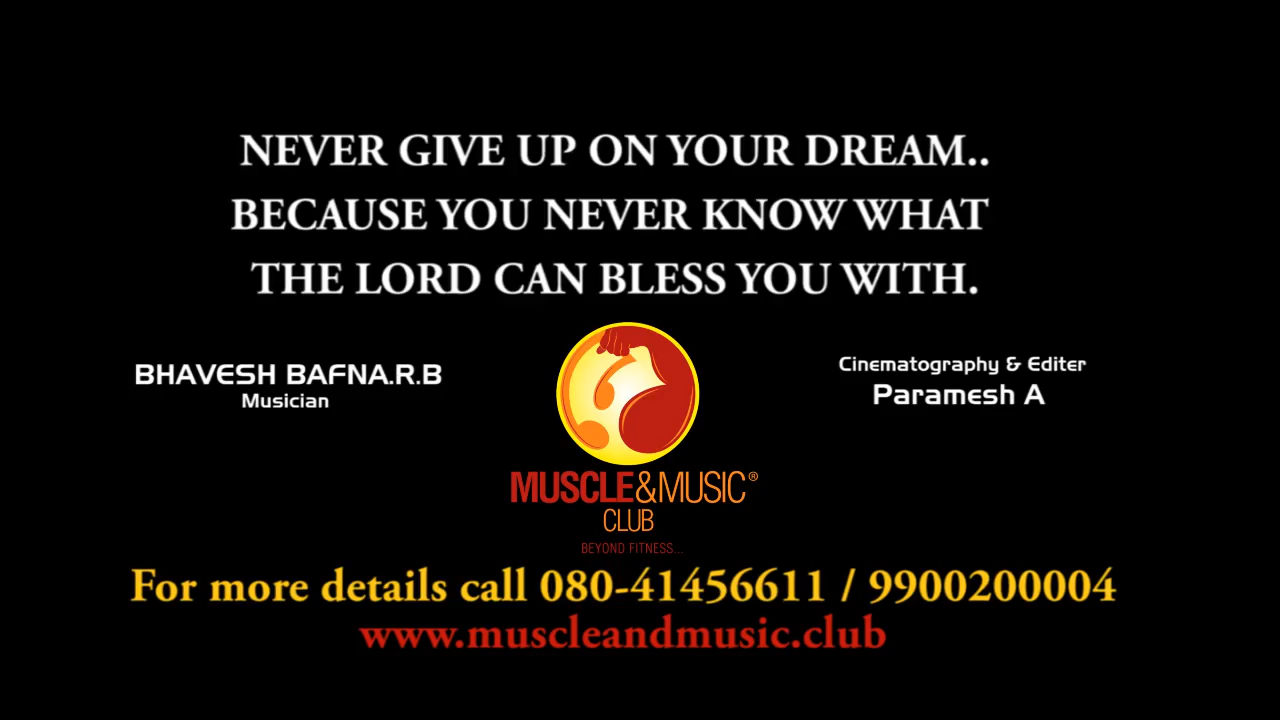 NEVER GIVE UP ON YOUR DREAM..
BECAUSE YOU NEVER KNOW WHAT
THE LORD CAN BLESS YOU WITH.
BHAVESH BAFNA.R.B
Musician
Cinematography & Editer
Paramesh A
MUSCLE&MUSIC®
CLUB
BEYOND FITNESS...
For more details call 080-41456611 / 9900200004
www.muscleandmusic.club